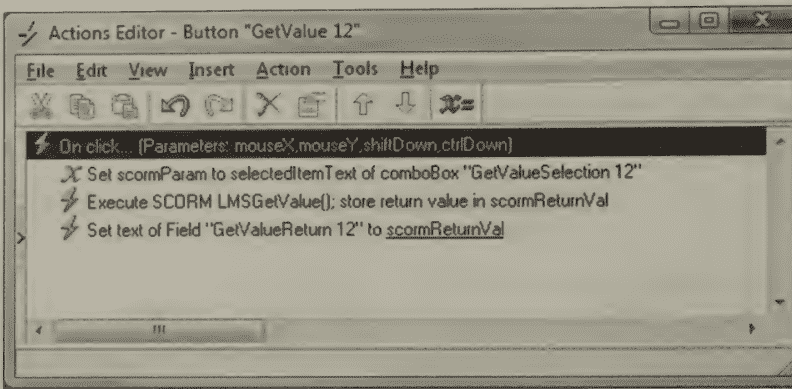 Actions Editor - Button "GetValue 12"
File Edit View Insert Action Tools Help
X=
On click... (Parameters: mouseX,mouseY,shiftDown,ctrlDown)
X Set scormParam to selectedItemText of comboBox "GetValueSelection 12"
Execute SCORM LMSGetValue(); store return value in scormReturnVal
Set text of Field "GetValueReturn 12" to scormReturnVal